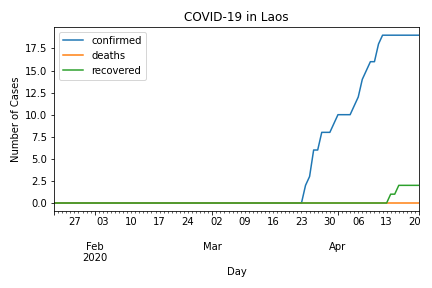 COVID-19 in Laos
confirmed
deaths
recovered
Number of Cases
17.5
15.0
12.5
10.0
7.5
5.0
2.5
0.0
27 03 10 17 24 02 09 16 23 30 06 13 20
Feb Mar Apr
2020
Day